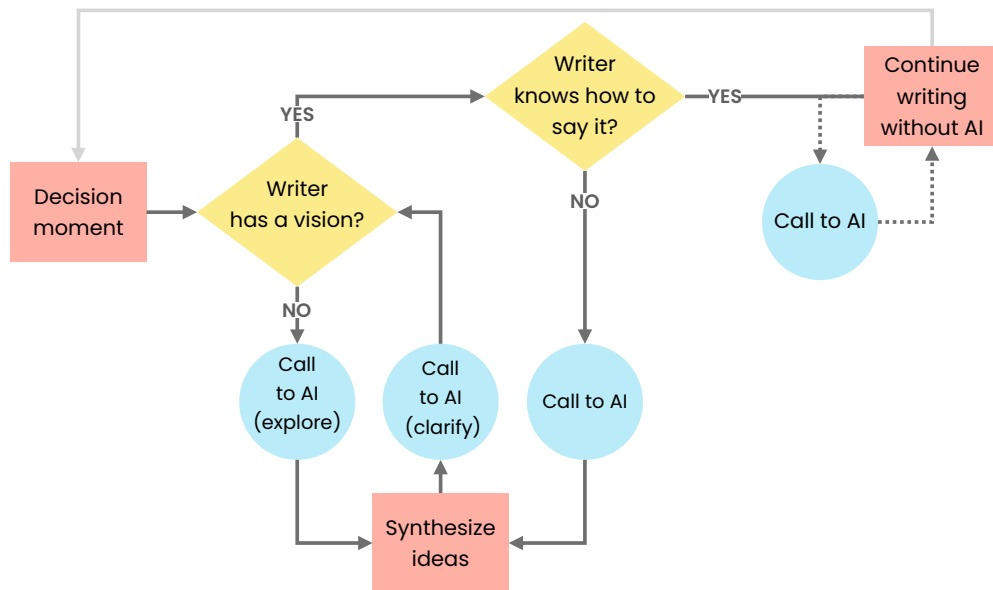 Writer
knows how to
say it?
YES
Continue
writing
without AI
YES
Decision
moment
Writer
has a vision?
NO
Call to AI
NO
Call
to AI
(explore)
Call
to AI
(clarify)
Call to AI
Synthesize
ideas